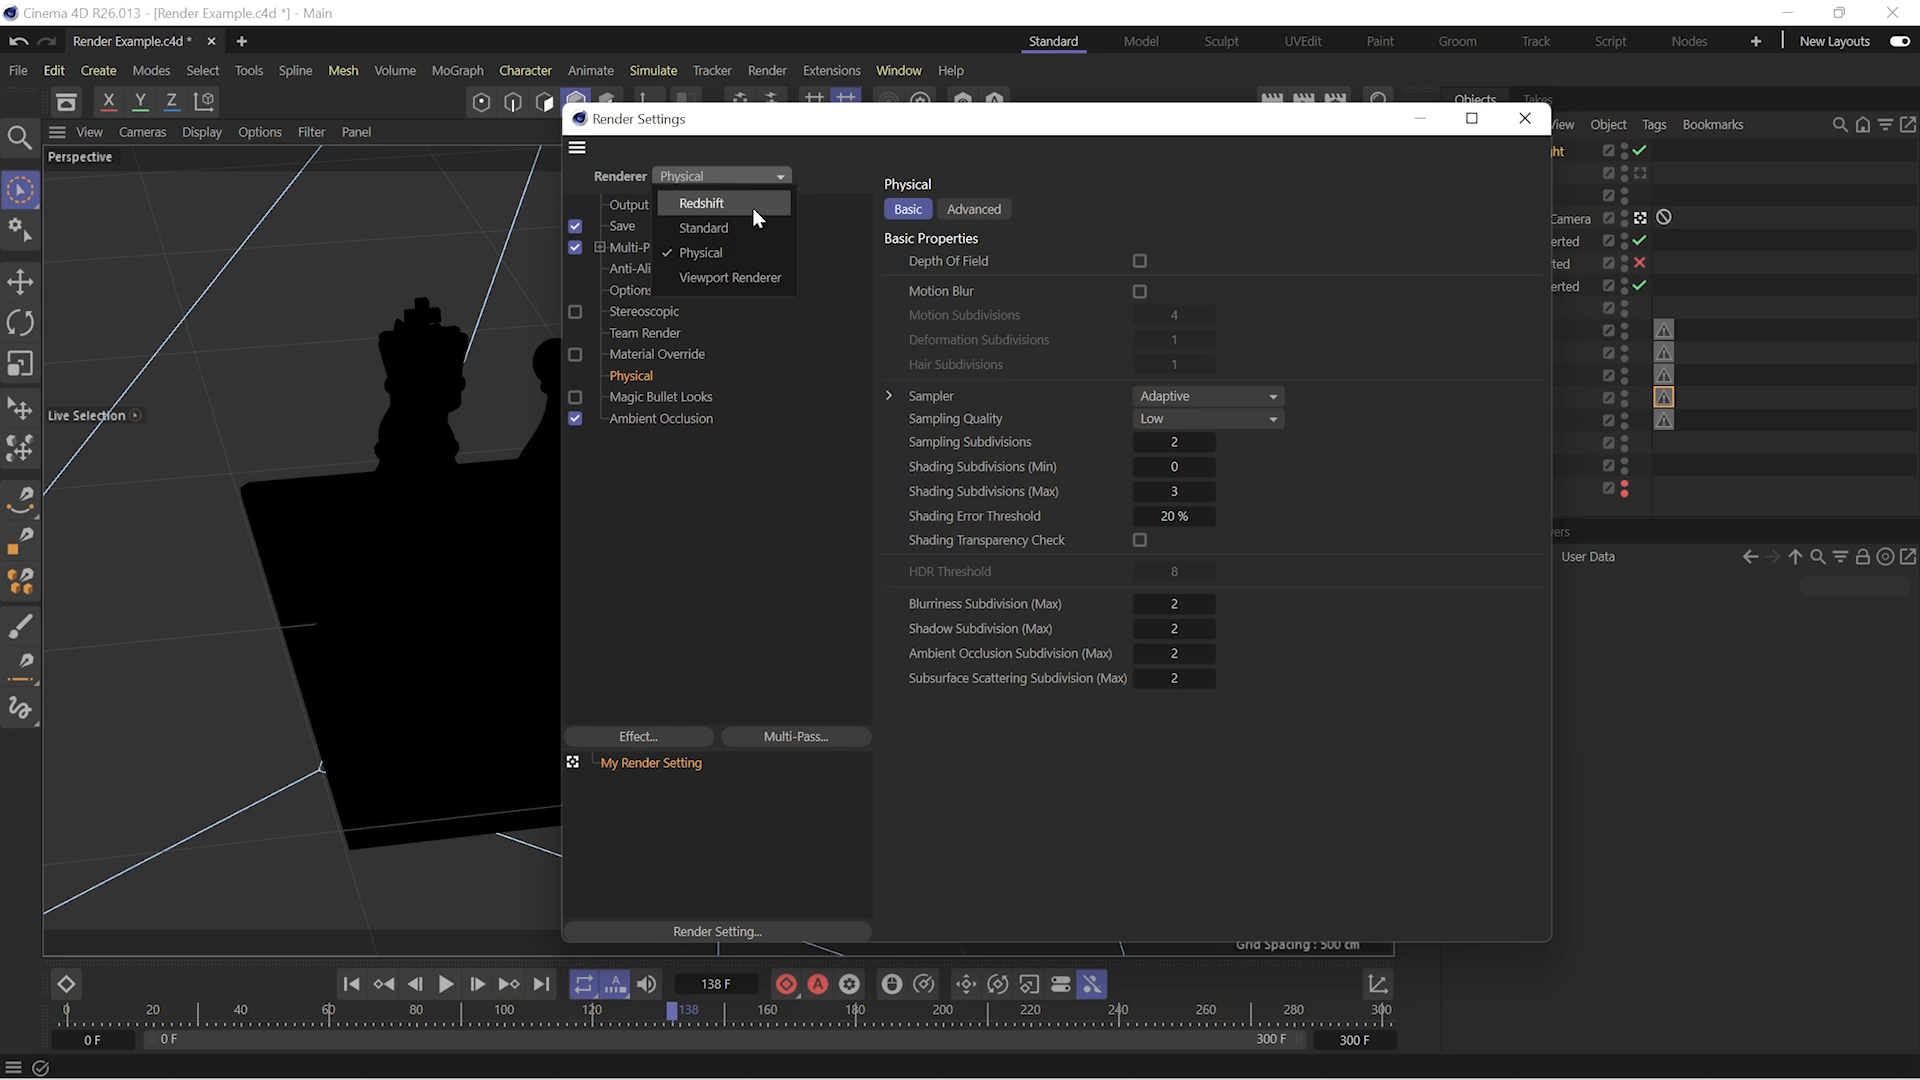 Cinema 4D R26.013 - [Render Example.c4d *] - Main
Render Example.c4d *
Standard Model Sculpt UVEdit Paint Groom Track Script Nodes New Layouts
File Edit Create Modes Select Tools Spline Mesh Volume MoGraph Character Animate Simulate Tracker Render Extensions Window Help
X Y Z
Objects Takes
View Cameras Display Options Filter Panel
Object Tags Bookmarks
Perspective
Live Selection
Render Settings
Renderer Physical
Redshift
Standard
Physical
Viewport Renderer
Output
Save
Multi-P
Anti-Ali
Options
Stereoscopic
Team Render
Material Override
Physical
Magic Bullet Looks
Ambient Occlusion
Effect... Multi-Pass...
My Render Setting
Render Setting...
Physical
Basic Advanced
Basic Properties
Depth Of Field
Motion Blur
Motion Subdivisions 4
Deformation Subdivisions 1
Hair Subdivisions 1
Sampler Adaptive
Sampling Quality Low
Sampling Subdivisions 2
Shading Subdivisions (Min) 0
Shading Subdivisions (Max) 3
Shading Error Threshold 20 %
Shading Transparency Check
HDR Threshold 8
Blurriness Subdivision (Max) 2
Shadow Subdivision (Max) 2
Ambient Occlusion Subdivision (Max) 2
Subsurface Scattering Subdivision (Max) 2
ht
Camera
erted
ted
erted
yers
User Data
Grid Spacing : 500 cm
138 F
0 20 40 60 80 100 120 138 160 180 200 220 240 260 280 300
0 F 0 F 300 F 300 F